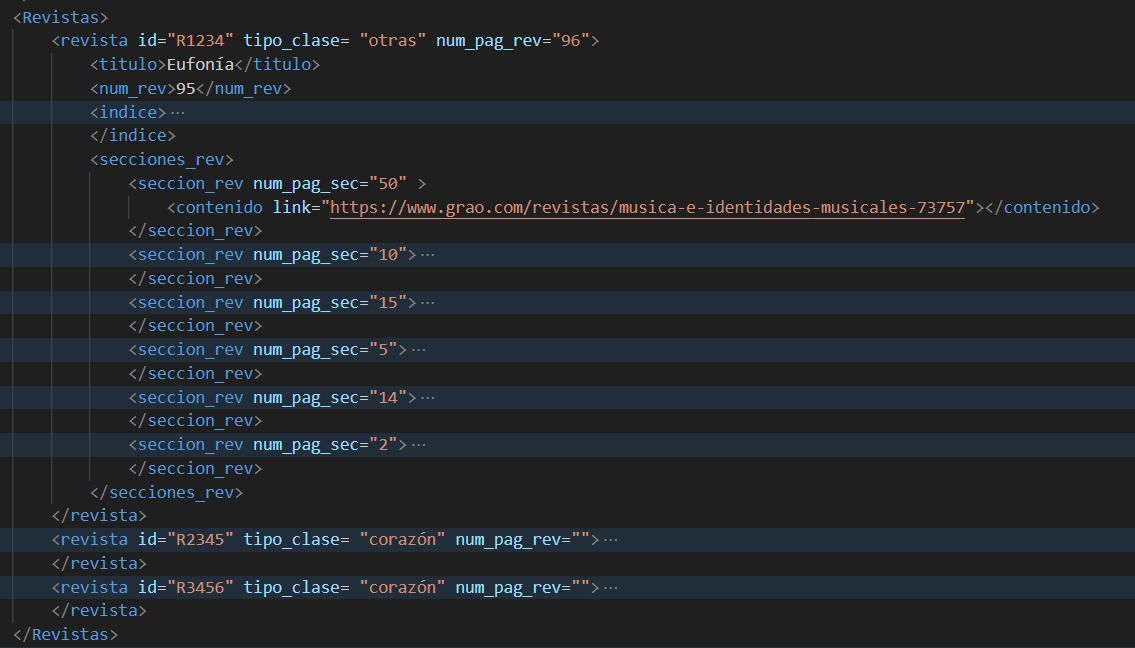 <Revistas>
<revista id="R1234" tipo_clase= "otras" num_pag_rev="96">
<titulo>Eufonía</titulo>
<num_rev>95</num_rev>
<indice>···
</indice>
<secciones_rev>
<seccion_rev num_pag_sec="50" >
<contenido link="https://www.grao.com/revistas/musica-e-identidades-musicales-73757"></contenido>
</seccion_rev>
<seccion_rev num_pag_sec="10">···
</seccion_rev>
<seccion_rev num_pag_sec="15">···
</seccion_rev>
<seccion_rev num_pag_sec="5">···
</seccion_rev>
<seccion_rev num_pag_sec="14">···
</seccion_rev>
<seccion_rev num_pag_sec="2">···
</seccion_rev>
</secciones_rev>
</revista>
<revista id="R2345" tipo_clase= "corazón" num_pag_rev="">···
</revista>
<revista id="R3456" tipo_clase= "corazón" num_pag_rev="">···
</revista>
</Revistas>